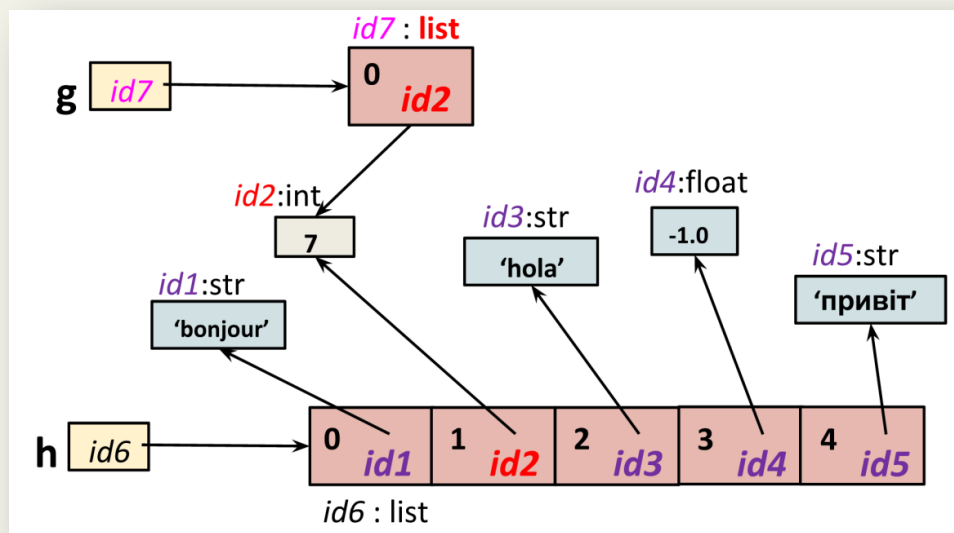 id7 : list
g id7
0 id2
id2:int
7
id4:float
-1.0
id3:str
'hola'
id5:str
‘привіт’
id1:str
‘bonjour’
h id6
0 id1 1 id2 2 id3 3 id4 4 id5
id6 : list